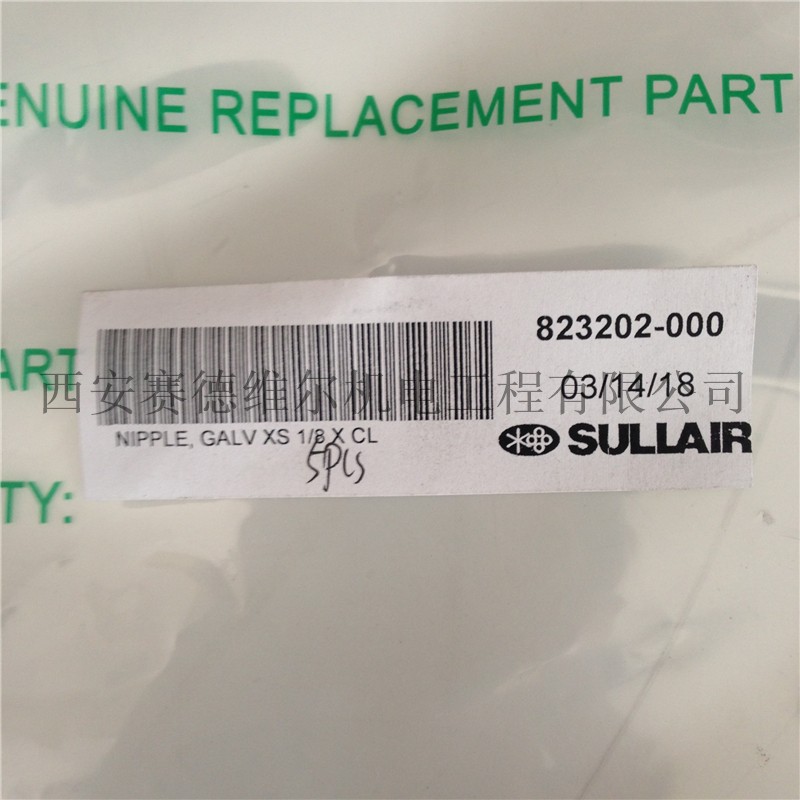 ENUINE REPLACEMENT PART
823202-000
PART
西安赛德维尔机电工程有限公司
03/14/18
NIPPLE, GALV XS 1/8 X CL
SULLAIR
5PCS
TY: